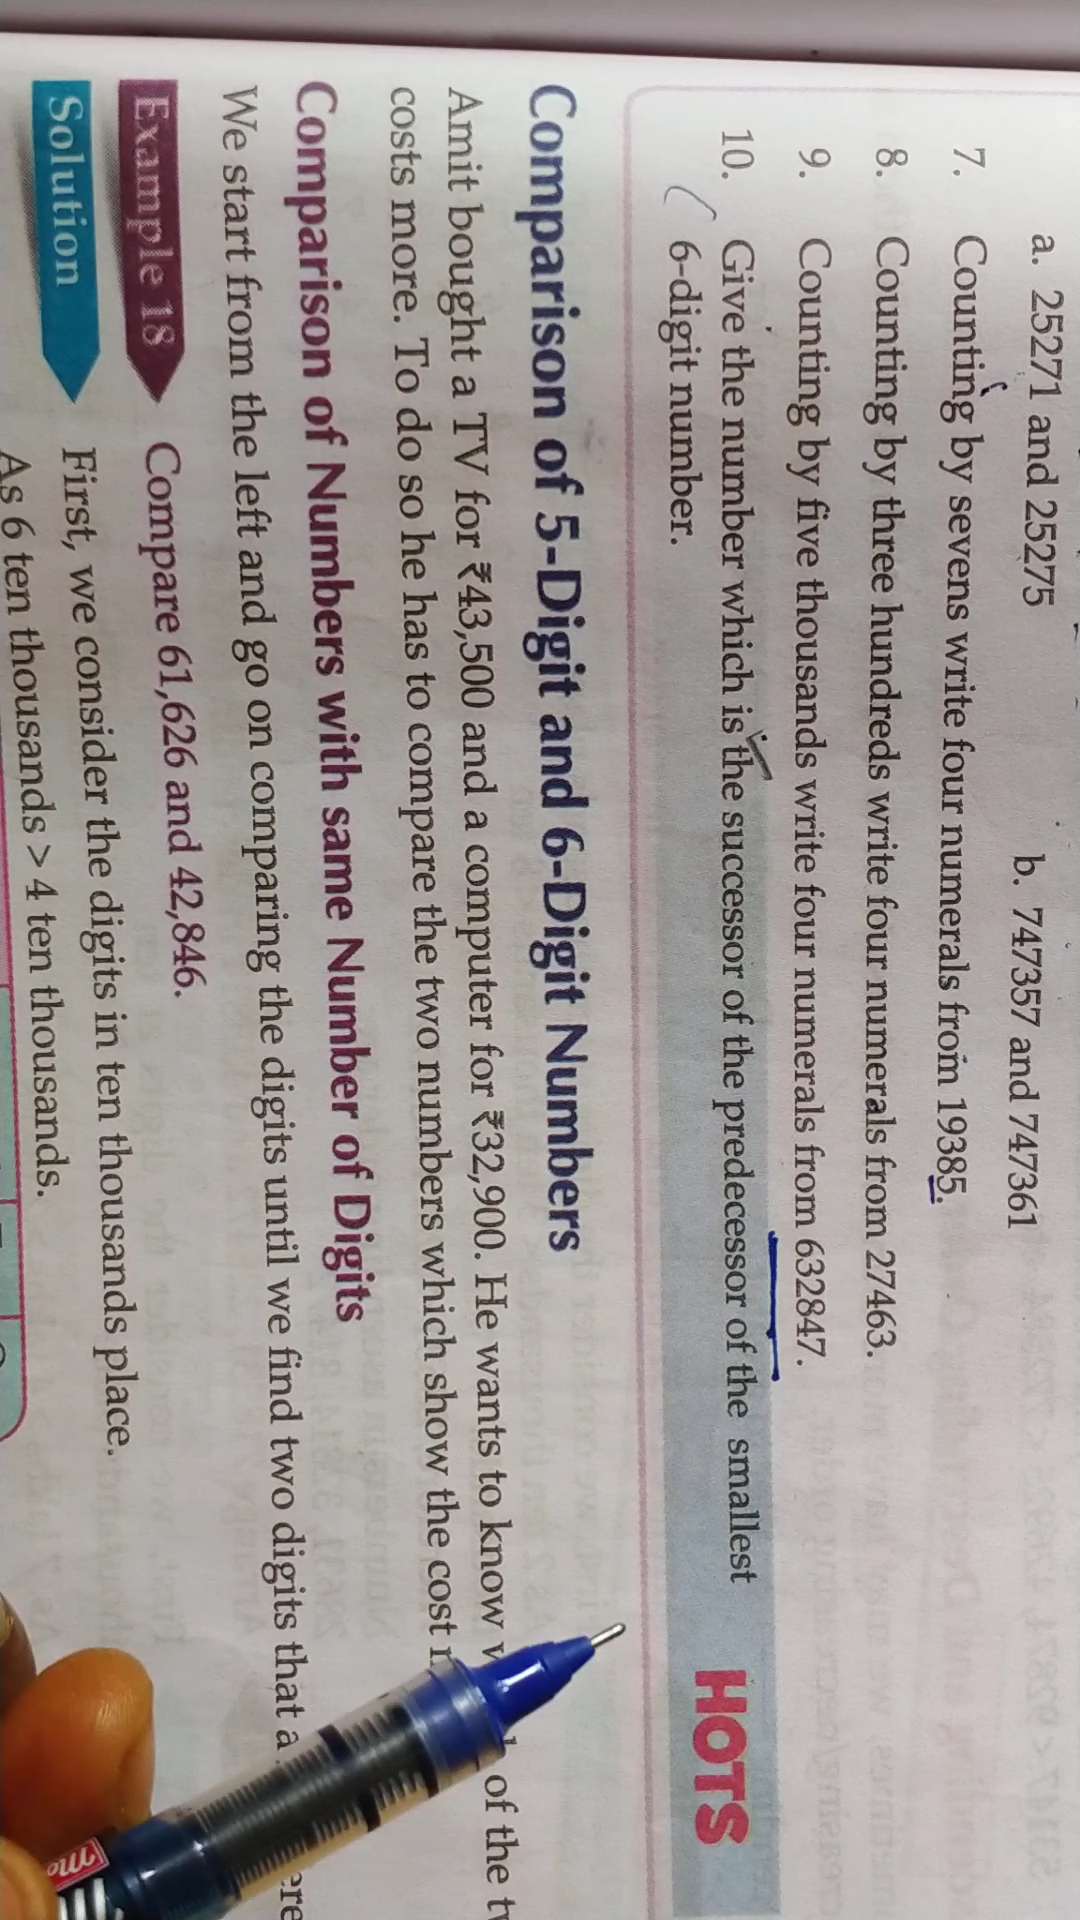 a. 25271 and 25275 b. 747357 and 747361
7. Counting by sevens write four numerals from 19385.
8. Counting by three hundreds write four numerals from 27463.
9. Counting by five thousands write four numerals from 632847.
10. Give the number which is the successor of the predecessor of the smallest
6-digit number.
HOTS
Comparison of 5-Digit and 6-Digit Numbers
Amit bought a TV for ₹43,500 and a computer for ₹32,900. He wants to know of the
costs more. To do so he has to compare the two numbers which show the cost
Comparison of Numbers with same Number of Digits
We start from the left and go on comparing the digits until we find two digits that
Example 18 Compare 61,626 and 42,846.
Solution First, we consider the digits in ten thousands place.
As 6 ten thousands > 4 ten thousands.